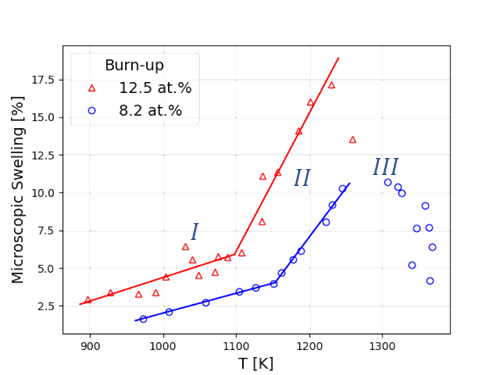 Burn-up
12.5 at.%
8.2 at.%
Microscopic Swelling [%]
17.5
15.0
12.5
10.0
7.5
5.0
2.5
I
II
III
900 1000 1100 1200 1300
T [K]